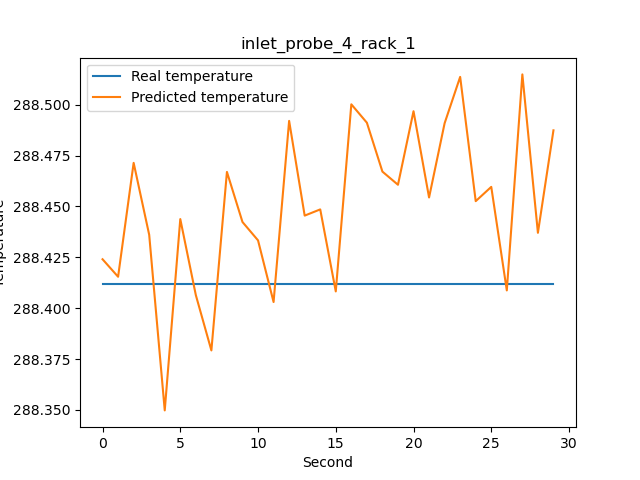 inlet_probe_4_rack_1
Real temperature
Predicted temperature
288.500
288.475
288.450
288.425
288.400
288.375
288.350
0 5 10 15 20 25 30
Second